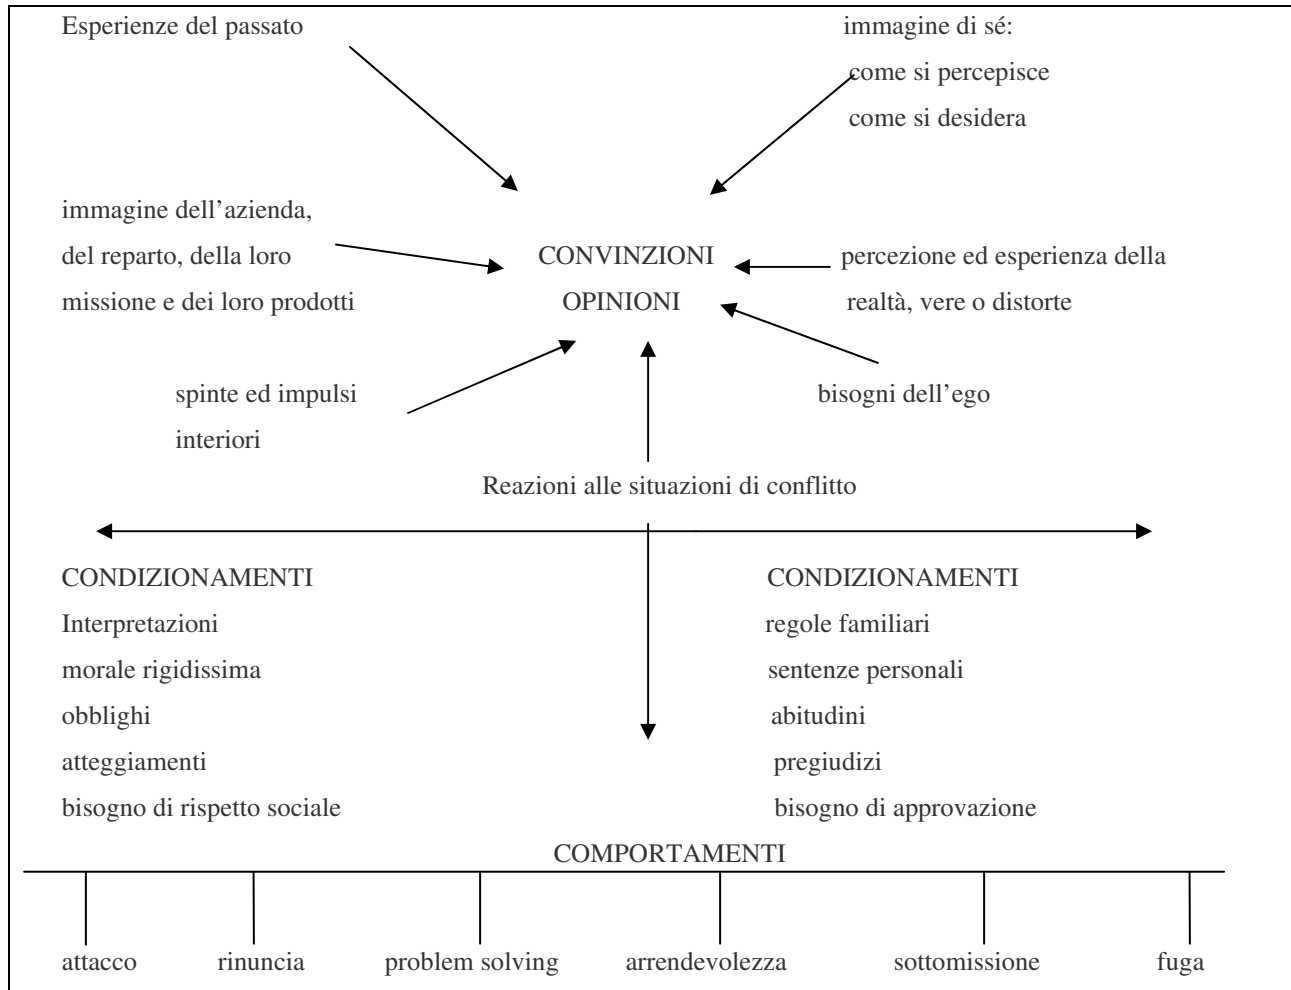 Esperienze del passato
immagine di sé:
come si percepisce
come si desidera
immagine dell’azienda,
del reparto, della loro
missione e dei loro prodotti
CONVINZIONI
OPINIONI
percezione ed esperienza della
realtà, vere o distorte
spinte ed impulsi
interiori
bisogni dell’ego
Reazioni alle situazioni di conflitto
CONDIZIONAMENTI
Interpretazioni
morale rigidissima
obblighi
atteggiamenti
bisogno di rispetto sociale
CONDIZIONAMENTI
regole familiari
sentenze personali
abitudini
pregiudizi
bisogno di approvazione
COMPORTAMENTI
attacco
rinuncia
problem solving
arrendevolezza
sottomissione
fuga